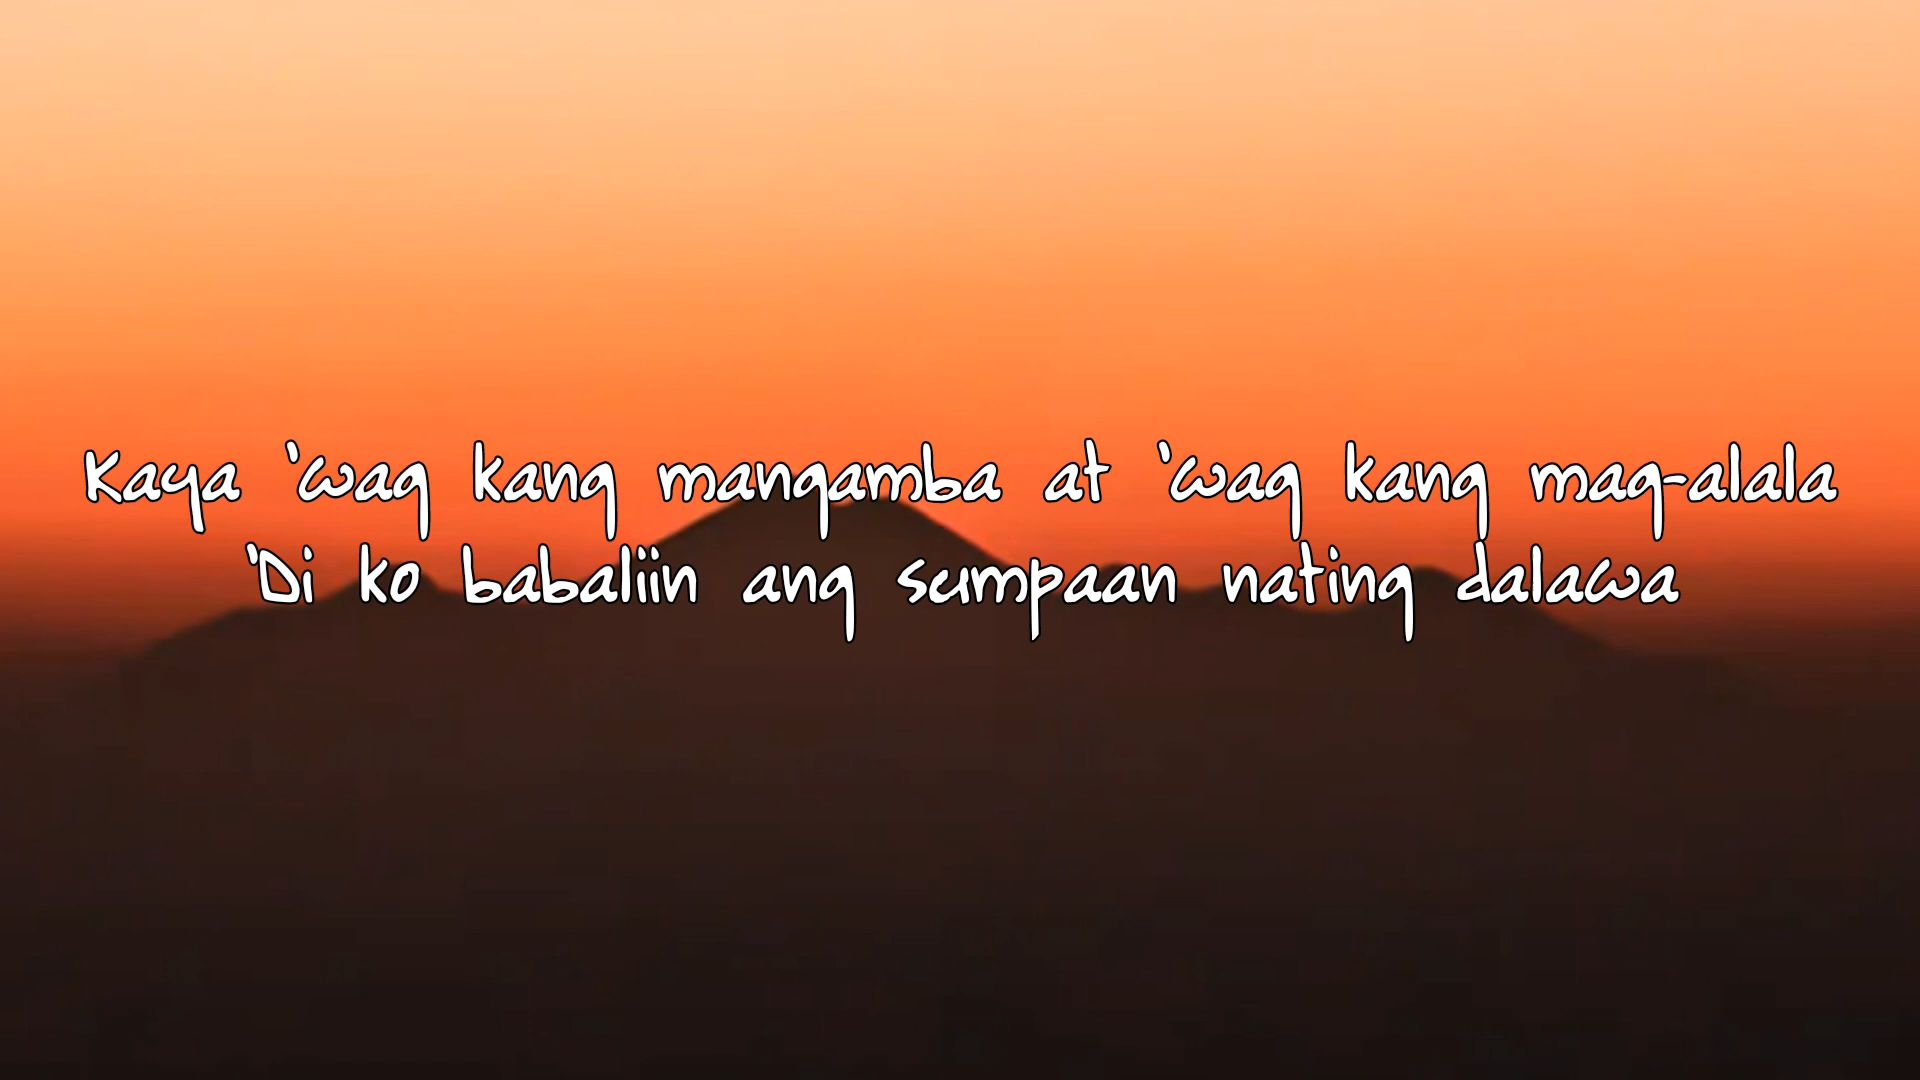 Kaya 'wag kang mangamba at 'wag kang mag-alala
'Di ko babaliin ang sumpaan nating dalawa